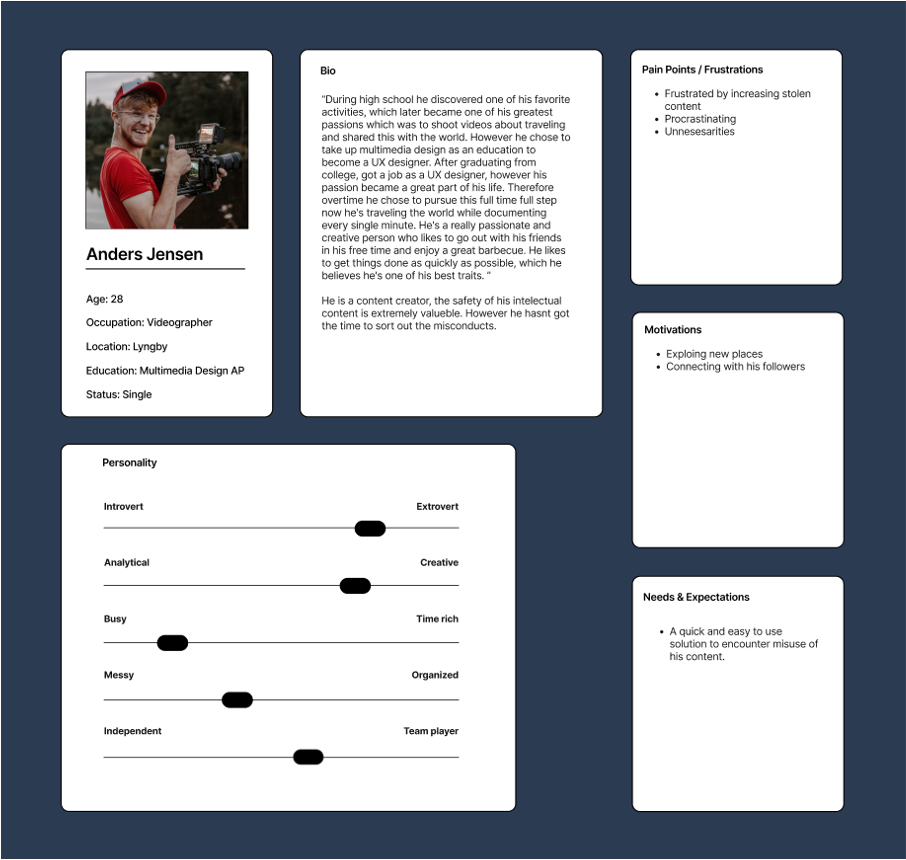 Anders Jensen
Age: 28
Occupation: Videographer
Location: Lyngby
Education: Multimedia Design AP
Status: Single
Bio
"During high school he discovered one of his favorite
activities, which later became one of his greatest
passions which was to shoot videos about traveling
and shared this with the world. However he chose to
take up multimedia design as an education to
become a UX designer. After graduating from
college, got a job as a UX designer, however his
passion became a great part of his life. Therefore
overtime he chose to pursue this full time full step
now he's traveling the world while documenting
every single minute. He's a really passionate and
creative person who likes to go out with his friends
in his free time and enjoy a great barbecue. He likes
to get things done as quickly as possible, which he
believes he's one of his best traits. "
He is a content creator, the safety of his intelectual
content is extremely valueble. However he hasnt got
the time to sort out the misconducts.
Pain Points / Frustrations
• Frustrated by increasing stolen
content
• Procrastinating
• Unnesesarities
Motivations
• Exploing new places
• Connecting with his followers
Personality
Introvert Extrovert
Analytical Creative
Busy Time rich
Messy Organized
Independent Team player
Needs & Expectations
• A quick and easy to use
solution to encounter misuse of
his content.